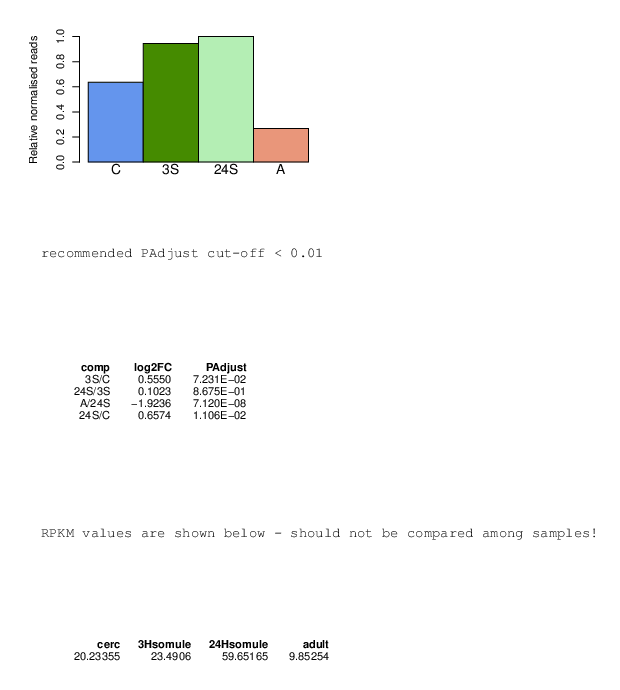 Relative normalised reads
1.0
0.8
0.6
0.4
0.2
0.0
C 3S 24S A
recommended PAdjust cut-off < 0.01
comp log2FC PAdjust
3S/C 0.5550 7.231E−02
24S/3S 0.1023 8.675E−01
A/24S −1.9236 7.120E−08
24S/C 0.6574 1.106E−02
RPKM values are shown below - should not be compared among samples!
cerc 3Hsomule 24Hsomule adult
20.23355 23.4906 59.65165 9.85254